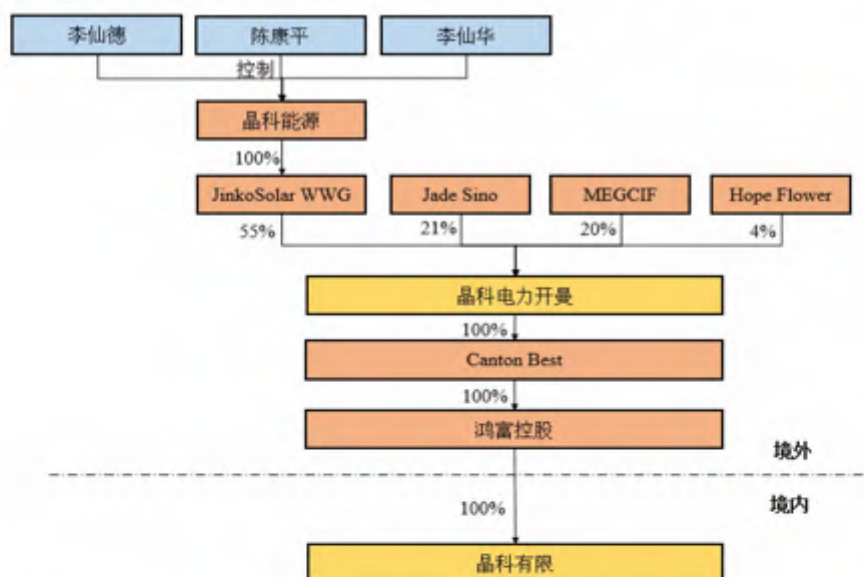 李仙德 陈康平 李仙华
控制
晶科能源
100%
JinkoSolar WWG Jade Sino MEGCIF Hope Flower
55% 21% 20% 4%
晶科电力开曼
100%
Canton Best
100%
鸿富控股
境外
境内
100%
晶科有限